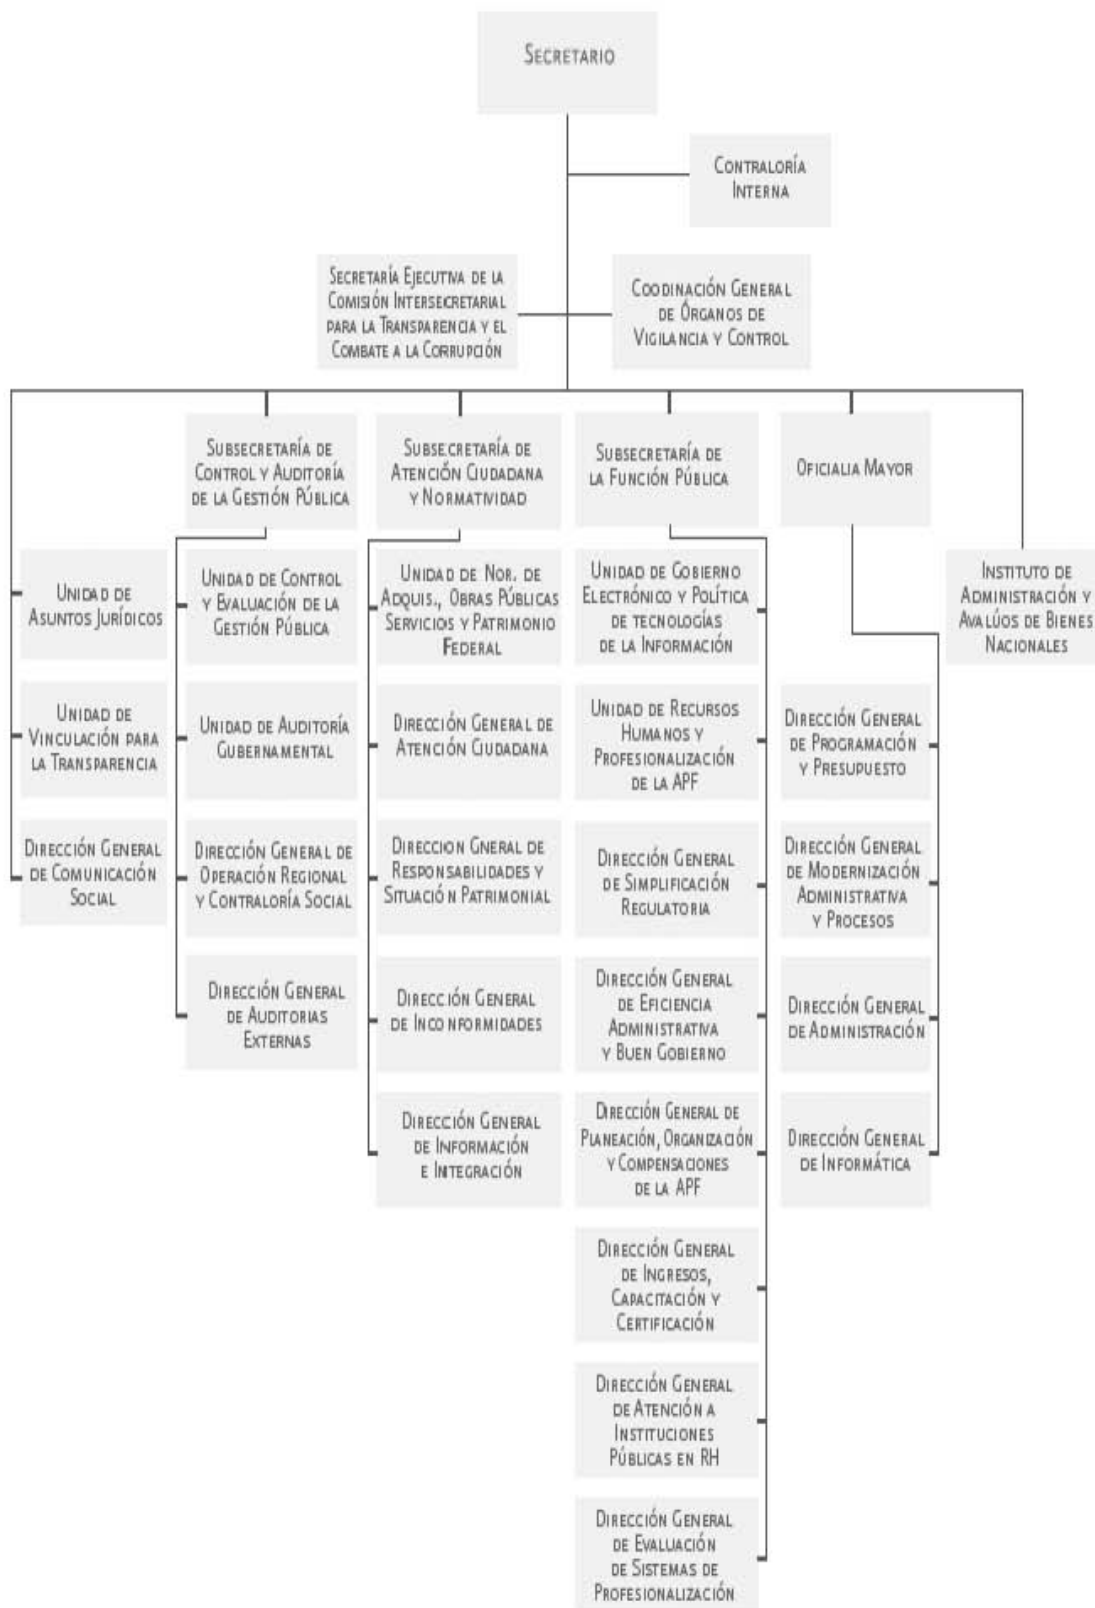 Secretario
Contraloría
Interna
Secretaría Ejecutiva de la
Comisión Intersecretarial
para la Transparencia y el
Combate a la Corrupción
Coodinación General
de Órganos de
Vigilancia y Control
Subsecretaría de
Control y Auditoría
de la Gestión Pública
Subsecretaría de
Atención Ciudadana
y Normatividad
Subsecretaría de
la Función Pública
Oficialia Mayor
Unidad de
Asuntos Jurídicos
Unidad de
Vinculación para
la Transparencia
Dirección General
de Comunicación
Social
Unidad de Control
y Evaluación de la
Gestión Pública
Unidad de Auditoría
Gubernamental
Dirección General de
Operación Regional
y Contraloría Social
Dirección General
de Auditorias
Externas
Unidad de Nor. de
Adquis., Obras Públicas
Servicios y Patrimonio
Federal
Dirección General de
Atención Ciudadana
Direccion Gneral de
Responsabilidades y
Situación Patrimonial
Dirección General
de Inconformidades
Dirección General
de Información
e Integración
Unidad de Gobierno
Electrónico y Política
de tecnologías
de la Información
Unidad de Recursos
Humanos y
Profesionalización
de la APF
Dirección General
de Simplificación
Regulatoria
Dirección General
de Eficiencia
Administrativa
y Buen Gobierno
Dirección General de
Planeación, Organización
y Compensaciones
de la APF
Dirección General
de Ingresos,
Capacitación y
Certificación
Dirección General
de Atención a
Instituciones
Públicas en RH
Dirección General
de Evaluación
de Sistemas de
Profesionalización
Dirección General
de Programación
y Presupuesto
Dirección General
de Modernización
Administrativa
y Procesos
Dirección General
de Administración
Dirección General
de Informática
Instituto de
Administración y
Avalúos de Bienes
Nacionales